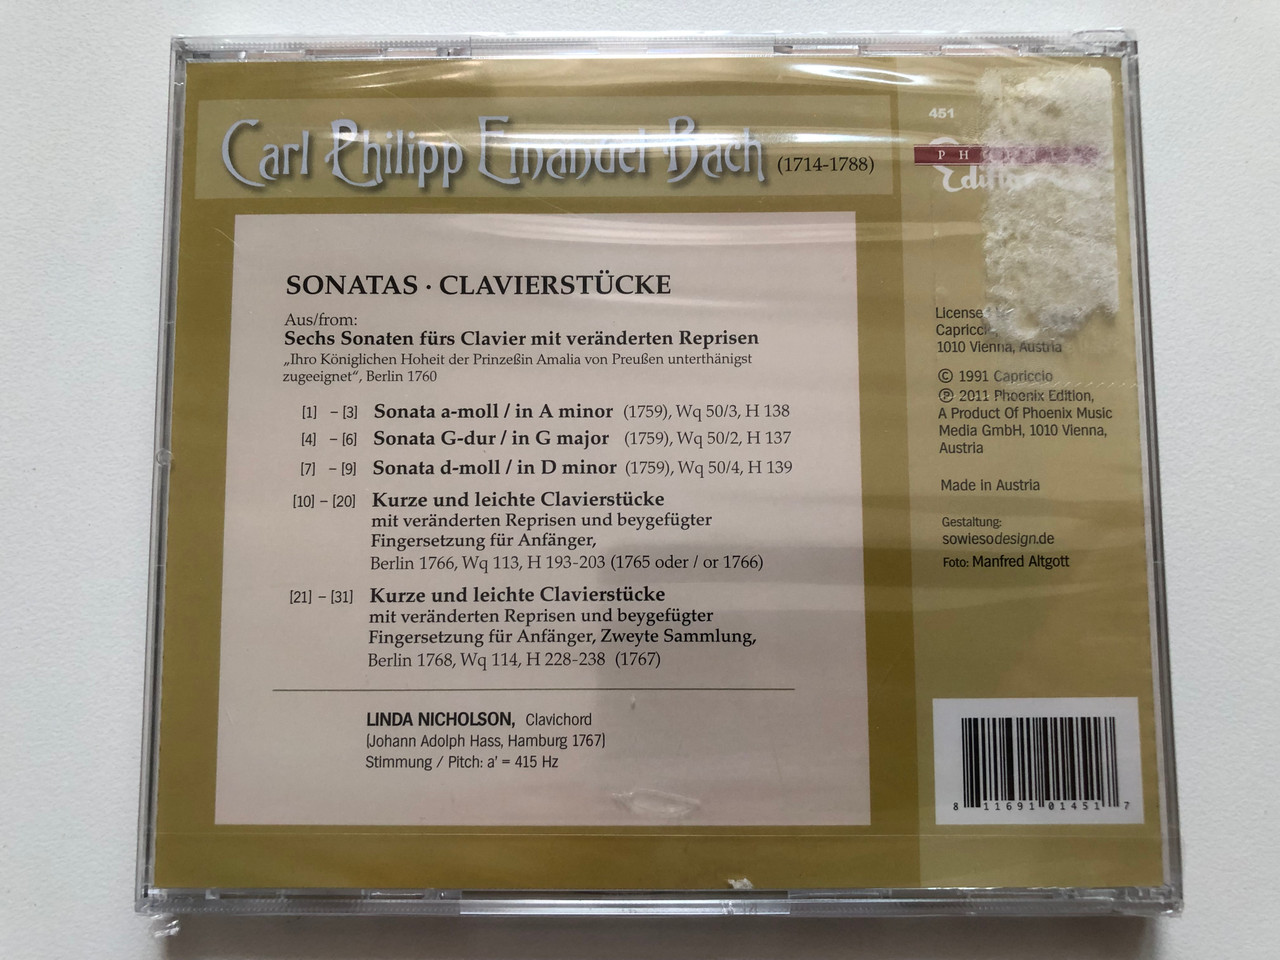 Carl Philipp Emanuel Bach (1714-1788)
SONATAS · CLAVIERSTÜCKE
Aus/from:
Sechs Sonaten fürs Clavier mit veränderten Reprisen
„Ihro Königlichen Hoheit der Prinzeßin Amalia von Preußen unterthänigst
zugeeignet“, Berlin 1760
[1] – [3] Sonata a-moll / in A minor (1759), Wq 50/3, H 138
[4] – [6] Sonata G-dur / in G major (1759), Wq 50/2, H 137
[7] – [9] Sonata d-moll / in D minor (1759), Wq 50/4, H 139
[10] – [20] Kurze und leichte Clavierstücke
mit veränderten Reprisen und beygefügter
Fingersetzung für Anfänger,
Berlin 1766, Wq 113, H 193-203 (1765 oder / or 1766)
[21] – [31] Kurze und leichte Clavierstücke
mit veränderten Reprisen und beygefügter
Fingersetzung für Anfänger, Zweyte Sammlung,
Berlin 1768, Wq 114, H 228-238 (1767)
LINDA NICHOLSON, Clavichord
(Johann Adolph Hass, Hamburg 1767)
Stimmung / Pitch: a' = 415 Hz
451
Licensed
Capriccio,
1010 Vienna, Austria
© 1991 Capriccio
℗ 2011 Phoenix Edition,
A Product Of Phoenix Music
Media GmbH, 1010 Vienna,
Austria
Made in Austria
Gestaltung:
sowiesodesign.de
Foto: Manfred Altgott
8 11691 01451 7